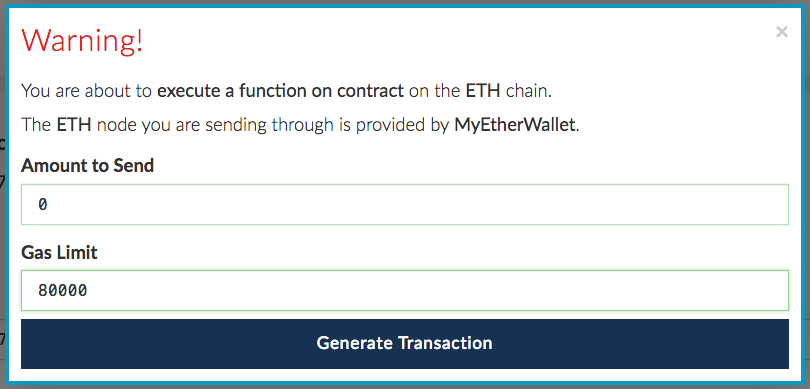 Warning!
×
You are about to execute a function on contract on the ETH chain.
The ETH node you are sending through is provided by MyEtherWallet.
Amount to Send
0
Gas Limit
80000
Generate Transaction